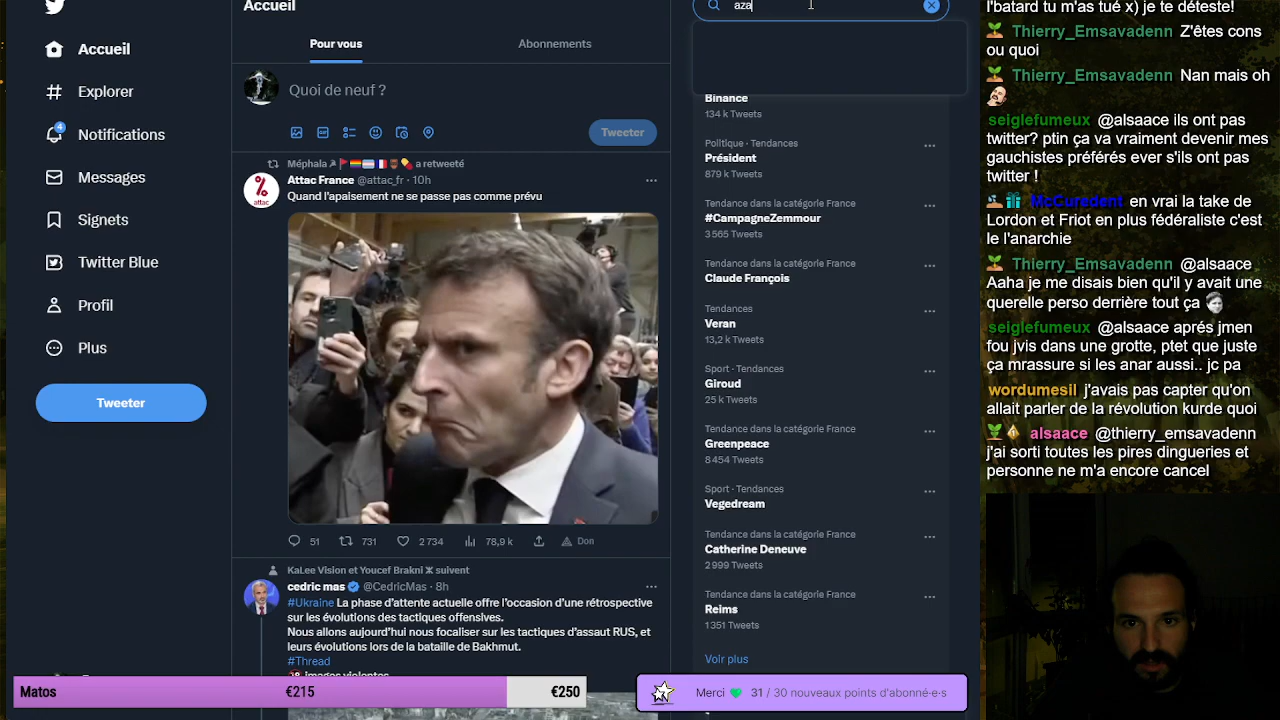 Accueil
Explorer
4
Notifications
Messages
Signets
Twitter Blue
Profil
Plus
Tweeter
Accueil
Pour vous
Abonnements
Quoi de neuf ?
Tweeter
Méphala a retweeté
Attac France @attac_fr · 10h
Quand l'apaisement ne se passe pas comme prévu
attac
51
731
2 734
78,9 k
Don
KaLee Vision et Youcef Brakni suivent
cedric mas @CedricMas · 8h
#Ukraine La phase d'attente actuelle offre l'occasion d'une rétrospective
sur les évolutions des tactiques offensives.
Nous allons aujourd'hui nous focaliser sur les tactiques d'assaut RUS, et
leurs évolutions lors de la bataille de Bakhmut.
#Thread
images violentes
aza
Binance
134 k Tweets
Politique · Tendances
Président
879 k Tweets
Tendance dans la catégorie France
#CampagneZemmour
3 565 Tweets
Tendance dans la catégorie France
Claude François
Tendances
Veran
13,2 k Tweets
Sport · Tendances
Giroud
25 k Tweets
Tendance dans la catégorie France
Greenpeace
8 454 Tweets
Sport · Tendances
Vegedream
Tendance dans la catégorie France
Catherine Deneuve
2 999 Tweets
Tendance dans la catégorie France
Reims
1 351 Tweets
Voir plus
Matos
€215
€250
Merci 31 / 30 nouveaux points d'abonné·e·s
l'batard tu m'as tué x) je te déteste!
Thierry_Emsavadenn Z'êtes cons
ou quoi
Thierry_Emsavadenn Nan mais oh
seiglefumeux @alsaace ils ont pas
twitter? ptin ça va vraiment devenir mes
gauchistes préférés ever s'ils ont pas
twitter !
McCuredent en vrai la take de
Lordon et Friot en plus fédéraliste c'est
le l'anarchie
Thierry_Emsavadenn @alsaace
Aaha je me disais bien qu'il y avait une
querelle perso derrière tout ça
seiglefumeux @alsaace aprés jmen
fou jvis dans une grotte, ptet que juste
ça mrassure si les anar aussi.. jc pa
wordumesil j'avais pas capter qu'on
allait parler de la révolution kurde quoi
alsaace @thierry_emsavadenn
j'ai sorti toutes les pires dingueries et
personne ne m'a encore cancel